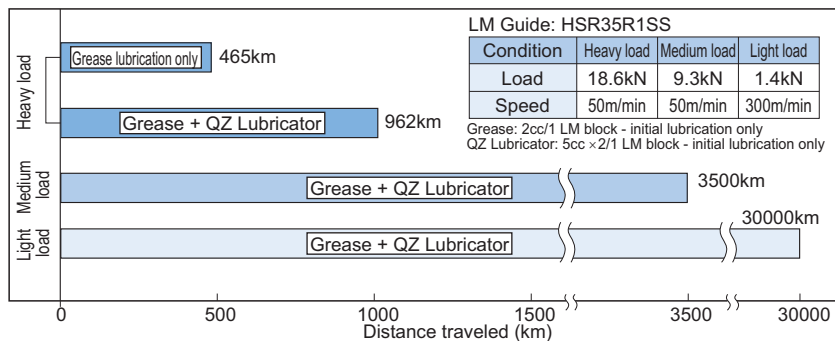 LM Guide: HSR35R1SS
Condition Heavy load Medium load Light load
Load 18.6kN 9.3kN 1.4kN
Speed 50m/min 50m/min 300m/min
Grease: 2cc/1 LM block - initial lubrication only
QZ Lubricator: 5cc ×2/1 LM block - initial lubrication only
Heavy load
Grease lubrication only 465km
Grease + QZ Lubricator 962km
Medium
load
Grease + QZ Lubricator 3500km
Light
load
Grease + QZ Lubricator 30000km
0 500 1000 1500 3500 30000
Distance traveled (km)